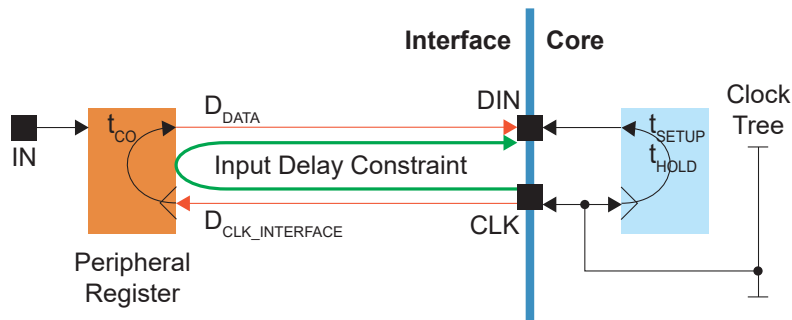 Interface Core
IN
t_CO
D_DATA
DIN
Input Delay Constraint
D_CLK_INTERFACE
CLK
t_SETUP
t_HOLD
Clock
Tree
Peripheral
Register